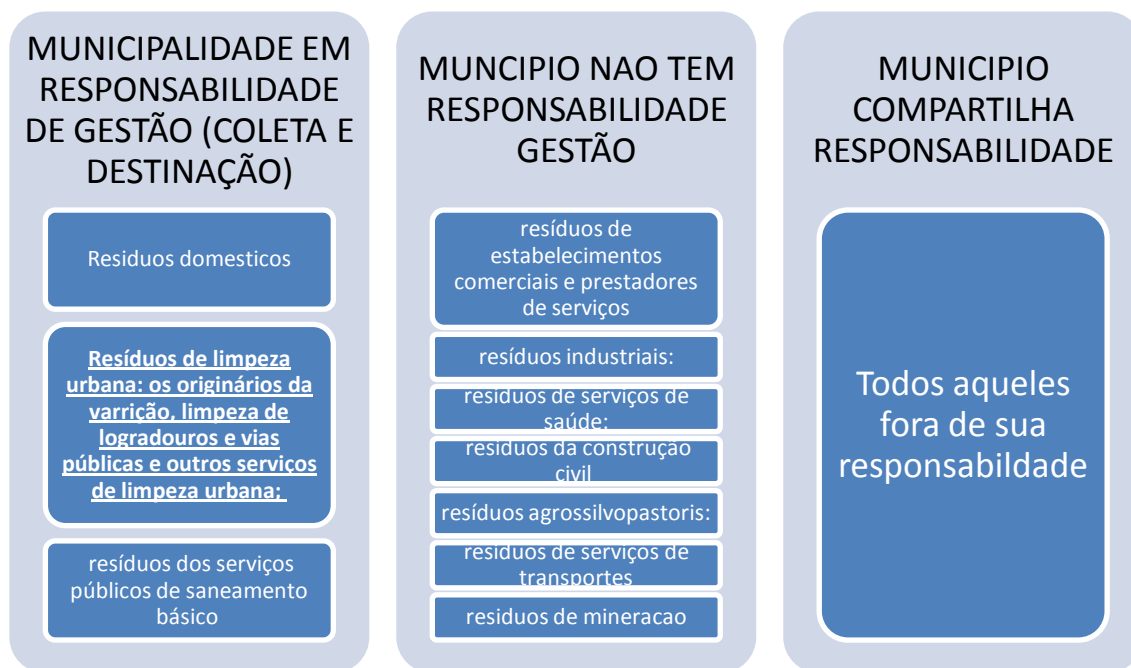 MUNICIPALIDADE EM
RESPONSABILIDADE
DE GESTÃO (COLETA E
DESTINAÇÃO)
Residuos domesticos
Resíduos de limpeza
urbana: os originários da
varrição, limpeza de
logradouros e vias
públicas e outros serviços
de limpeza urbana;
resíduos dos serviços
públicos de saneamento
básico
MUNCIPIO NAO TEM
RESPONSABILIDADE
GESTÃO
resíduos de
estabelecimentos
comerciais e prestadores
de serviços
resíduos industriais:
resíduos de serviços de
saúde:
resíduos da construção
civil
resíduos agrossilvopastoris:
resíduos de serviços de
transportes
residuos de mineracao
MUNICIPIO
COMPARTILHA
RESPONSABILIDADE
Todos aqueles
fora de sua
responsabildade